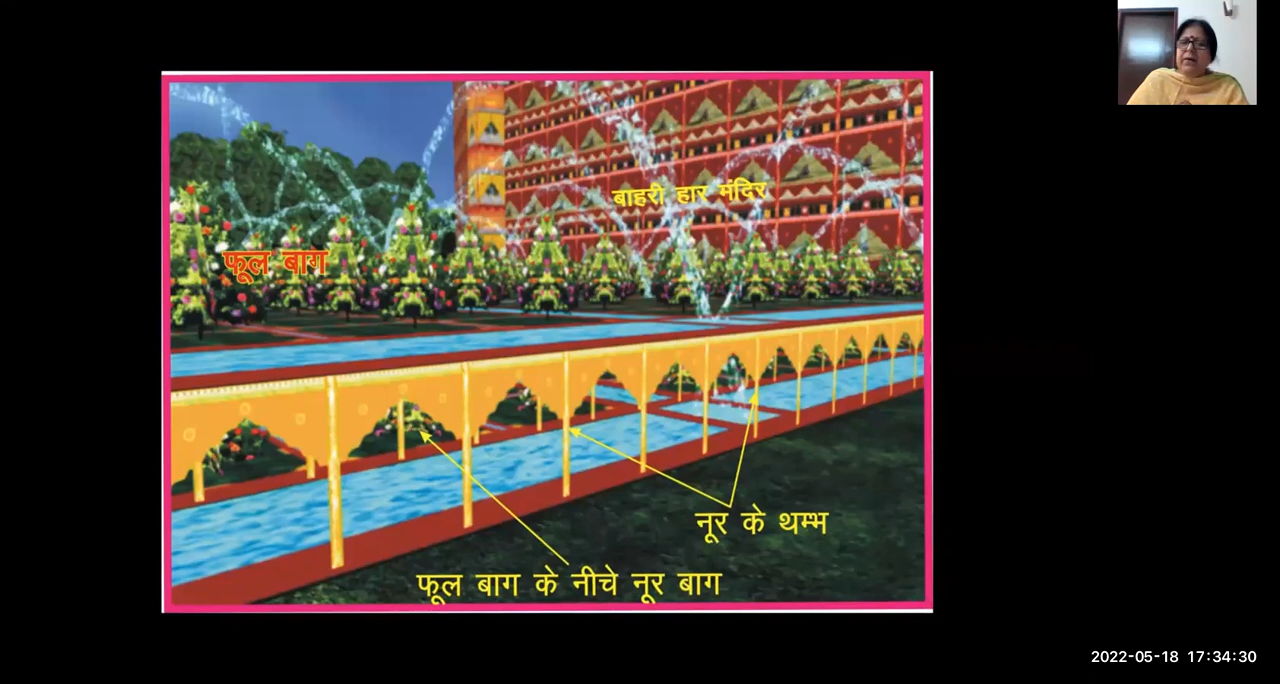 बाहरी हार मंदिर
फूल बाग
नूर के थम्भ
फूल बाग के नीचे नूर बाग
2022-05-18 17:34:30